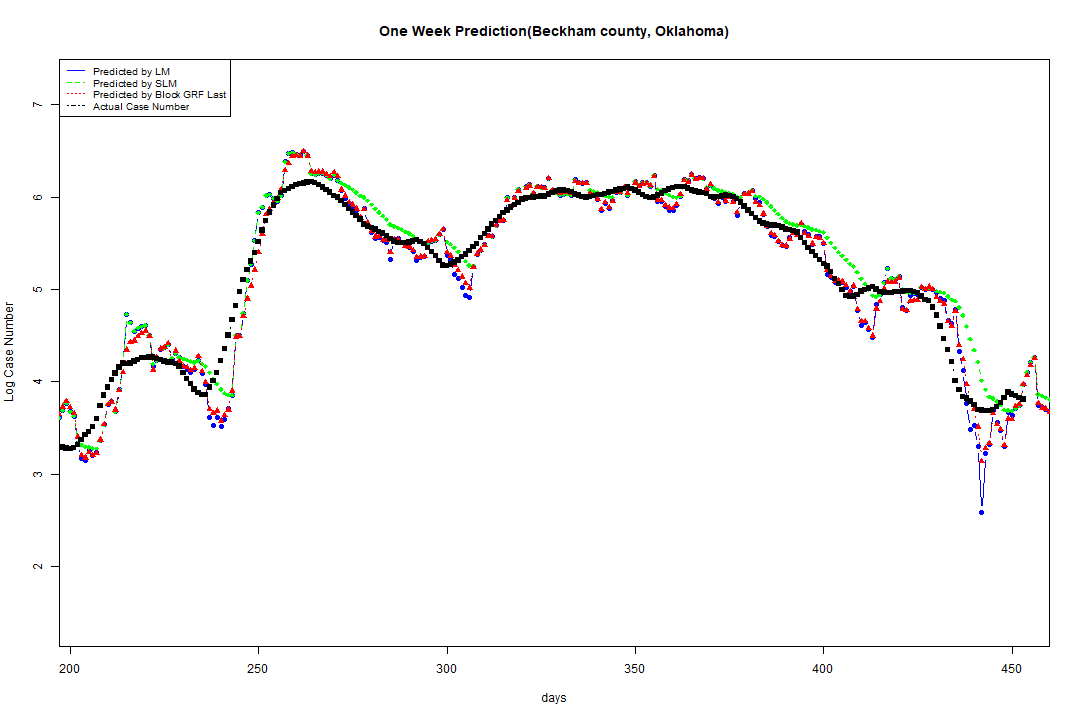 One Week Prediction(Beckham county, Oklahoma)
Predicted by LM
Predicted by SLM
Predicted by Block GRF Last
Actual Case Number
7
6
5
4
3
2
Log Case Number
200 250 300 350 400 450
days